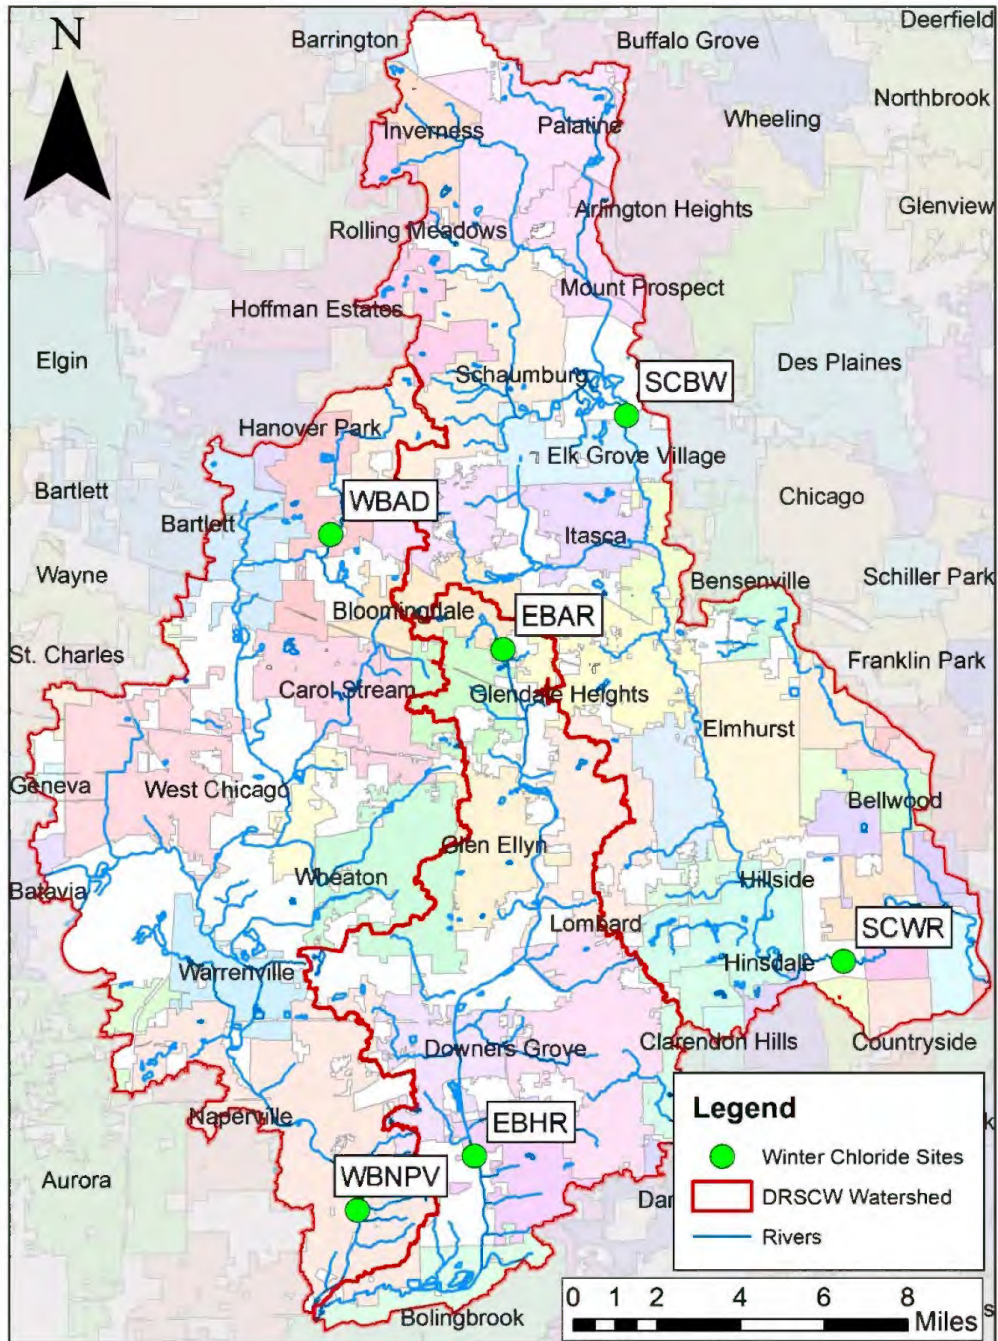 Deerfield
N
Barrington
Buffalo Grove
Northbrook
Wheeling
Inverness
Palatine
Glenview
Arlington Heights
Rolling Meadows
Mount Prospect
Hoffman Estates
Elgin
Des Plaines
Schaumburg
SCBW
Hanover Park
Elk Grove Village
Bartlett
WBAD
Chicago
Bartlett
Itasca
Wayne
Bensenville
Schiller Park
Bloomingdale
EBAR
St. Charles
Franklin Park
Carol Stream
Glendale Heights
Elmhurst
Geneva
West Chicago
Bellwood
Glen Ellyn
Wheaton
Hillside
Batavia
Lombard
SCWR
Warrenville
Hinsdale
Downers Grove
Clarendon Hills
Countryside
Legend
Winter Chloride Sites
DRSCW Watershed
Rivers
Naperville
EBHR
k
Aurora
WBNPV
Dar
Bolingbrook
s
0 1 2 4 6 8
Miles